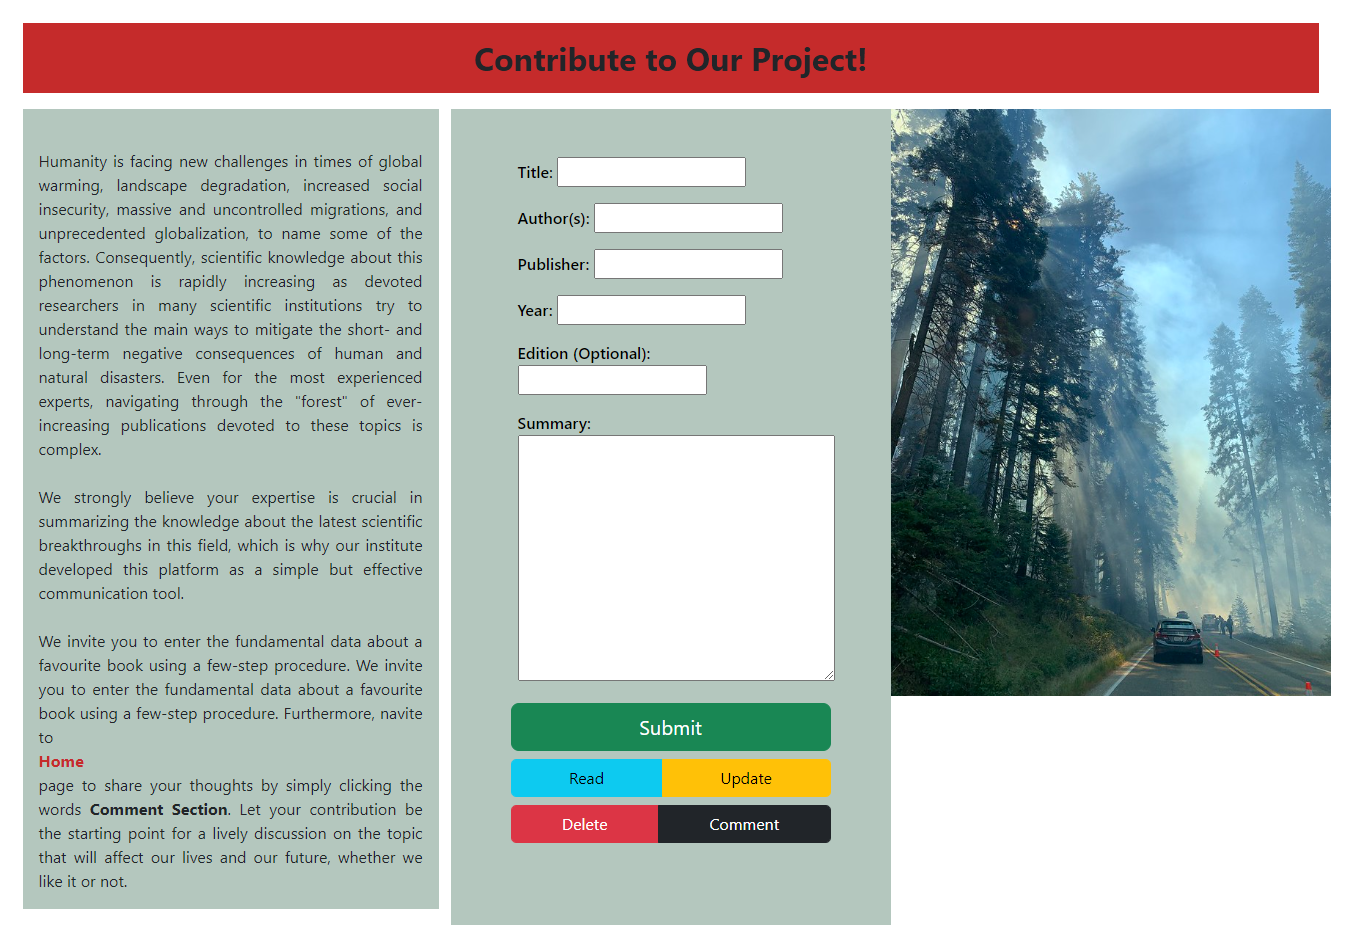 Contribute to Our Project!
Humanity is facing new challenges in times of global
warming, landscape degradation, increased social
insecurity, massive and uncontrolled migrations, and
unprecedented globalization, to name some of the
factors. Consequently, scientific knowledge about this
phenomenon is rapidly increasing as devoted
researchers in many scientific institutions try to
understand the main ways to mitigate the short- and
long-term negative consequences of human and
natural disasters. Even for the most experienced
experts, navigating through the "forest" of ever-
increasing publications devoted to these topics is
complex.
We strongly believe your expertise is crucial in
summarizing the knowledge about the latest scientific
breakthroughs in this field, which is why our institute
developed this platform as a simple but effective
communication tool.
We invite you to enter the fundamental data about a
favourite book using a few-step procedure. We invite
you to enter the fundamental data about a favourite
book using a few-step procedure. Furthermore, navite
to
Home
page to share your thoughts by simply clicking the
words Comment Section. Let your contribution be
the starting point for a lively discussion on the topic
that will affect our lives and our future, whether we
like it or not.
Title:
Author(s):
Publisher:
Year:
Edition (Optional):
Summary:
Submit
Read
Update
Delete
Comment